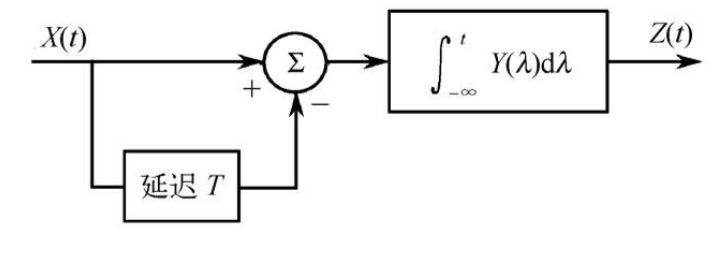 X(t)
Σ
+
−
∫_{-∞}^{t} Y(λ)dλ
Z(t)
延迟 T